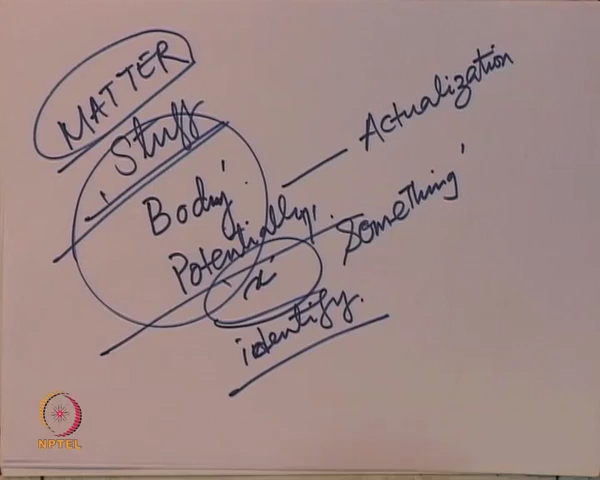 MATTER
'Stuff
Body'
Potentially,
'x'
identify.
Actualization
Something'
NPTEL